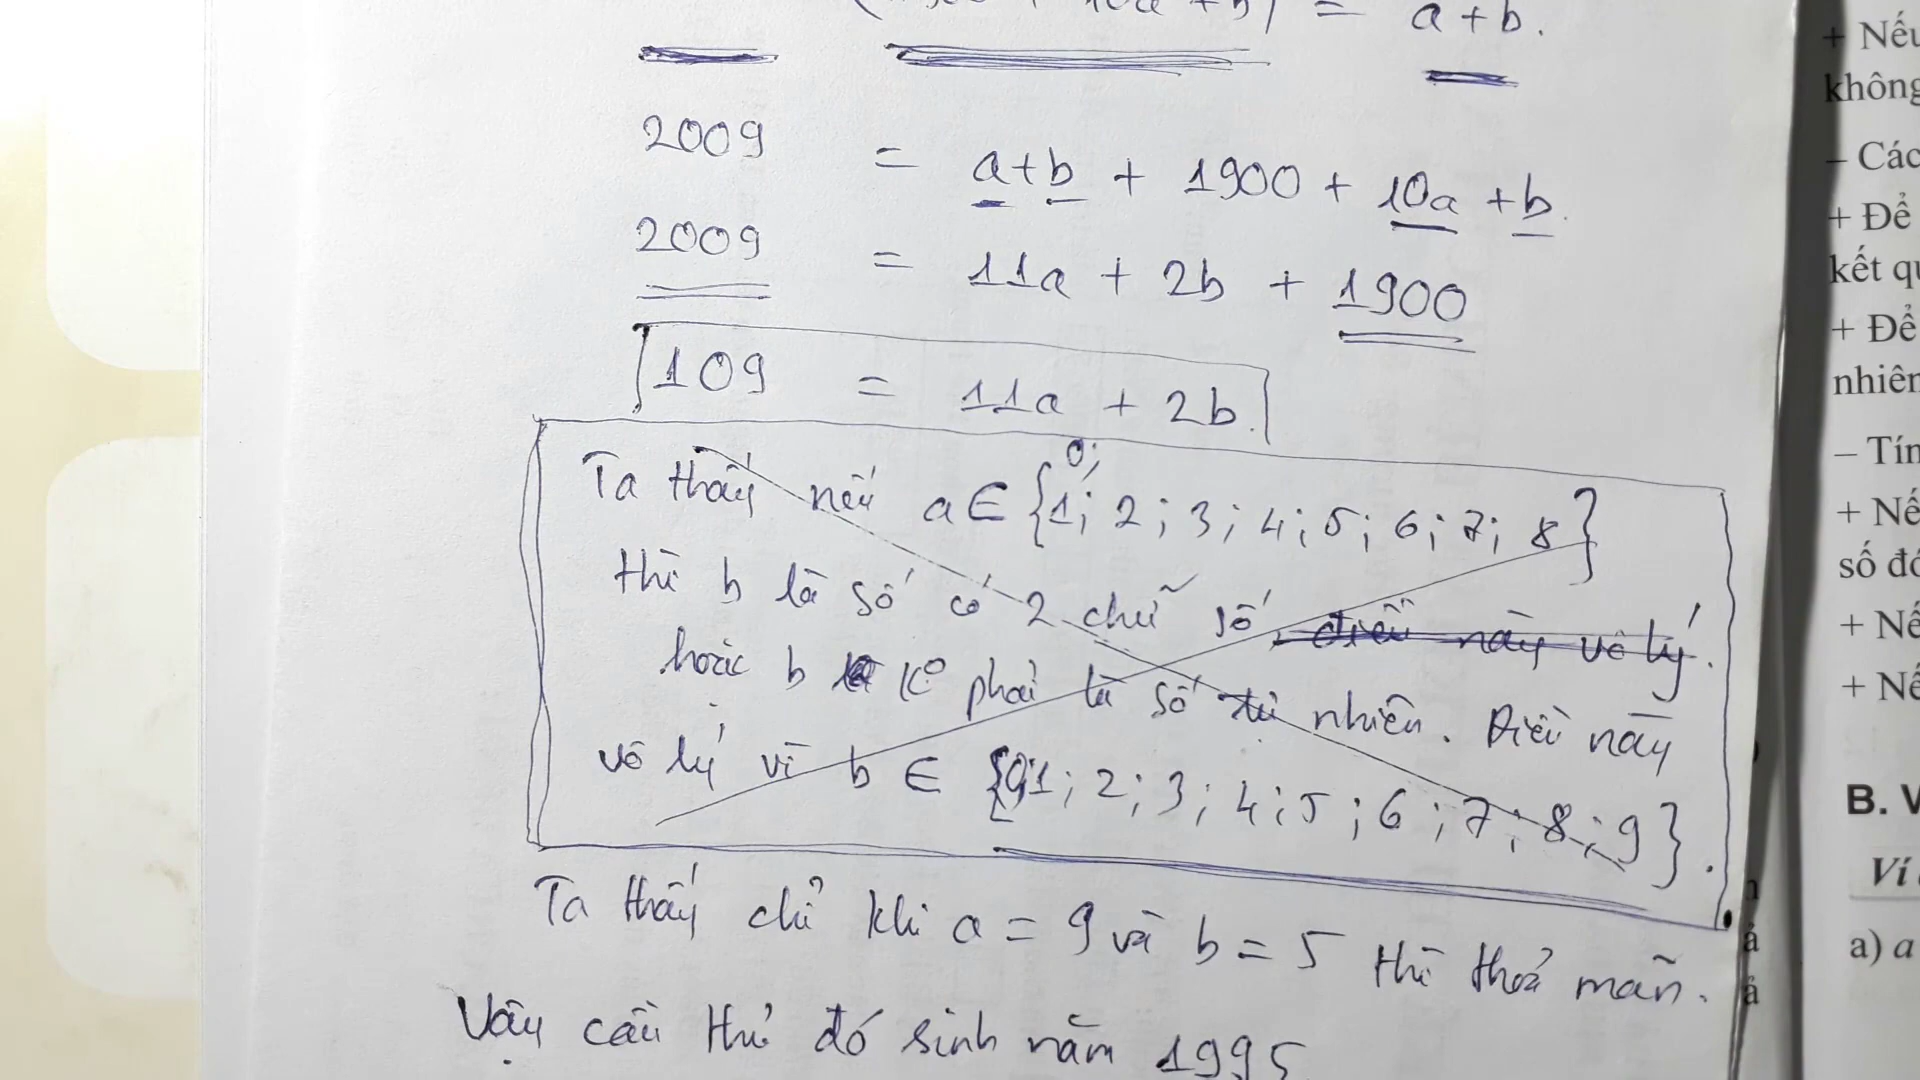 = a + b.
2009 = a + b + 1900 + 10a + b.
2009 = 11a + 2b + 1900
109 = 11a + 2b.
Ta thấy nếu a ∈ {0; 1; 2; 3; 4; 5; 6; 7; 8}
thì b là số có 2 chữ số điều này vô lý.
hoặc b k° phải là số tự nhiên. Điều này
vô lý vì b ∈ {0;1; 2; 3; 4; 5; 6; 7; 8; 9}.
Ta thấy chỉ khi a = 9 và b = 5 thì thoả mãn.
Vậy cầu thủ đó sinh năm 1995
+ Nếu
không
– Các
+ Để
kết qu
+ Để
nhiên
– Tín
+ Nế
số đó
+ Nế
+ Nế
B. V
Ví
a) a